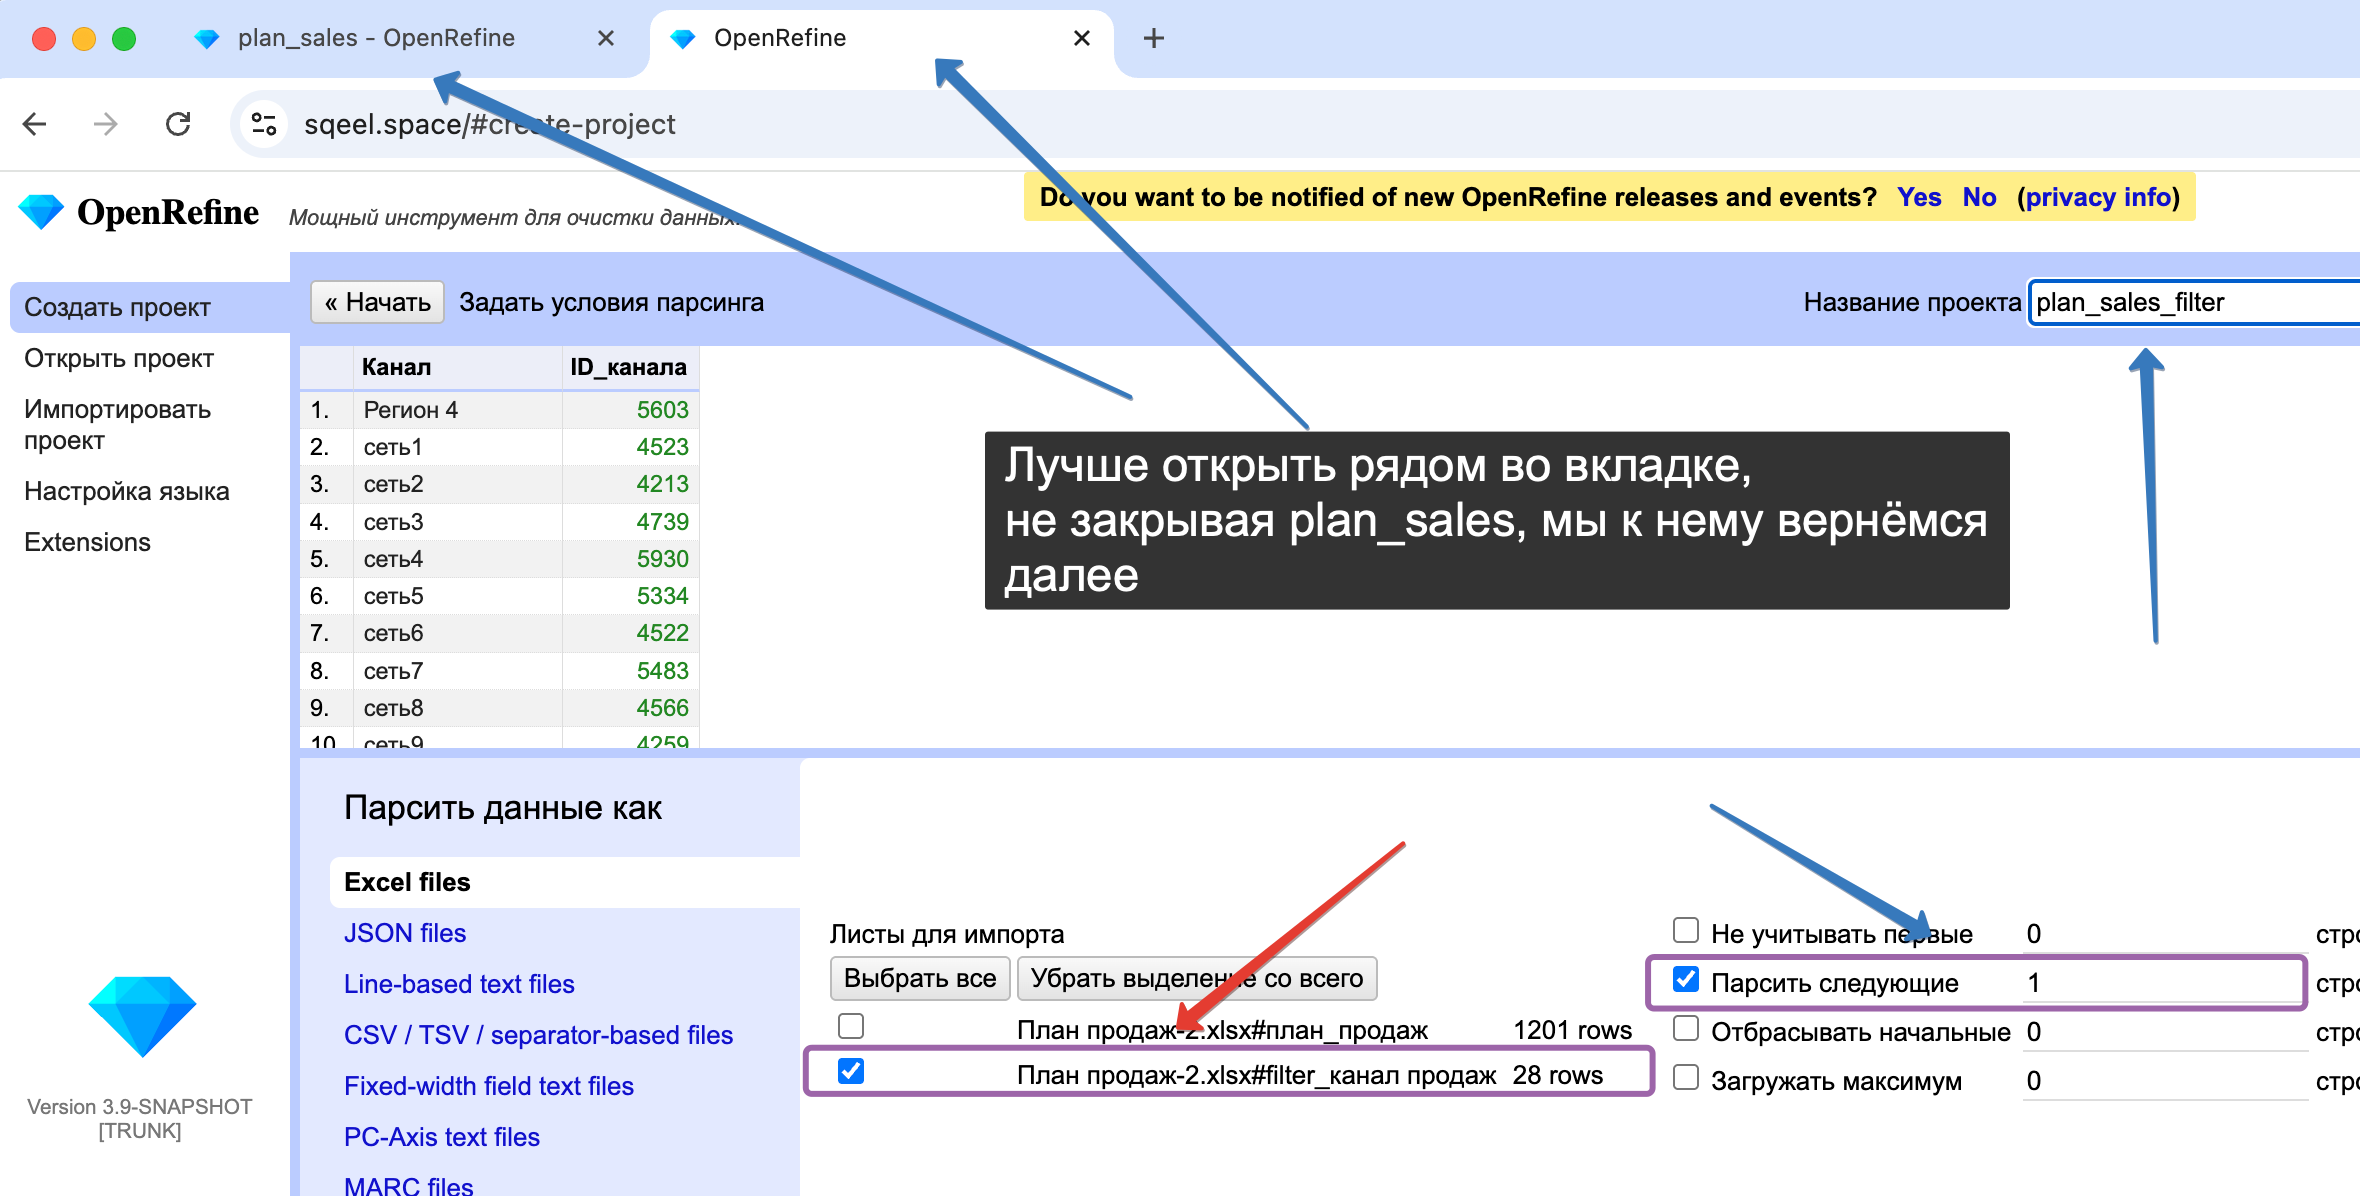 plan_sales - OpenRefine
OpenRefine
sqeel.space/#create-project
OpenRefine
Мощный инструмент для очистки данных.
Do you want to be notified of new OpenRefine releases and events? Yes No (privacy info)
Создать проект
Открыть проект
Импортировать
проект
Настройка языка
Extensions
Version 3.9-SNAPSHOT
[TRUNK]
« Начать
Задать условия парсинга
Название проекта plan_sales_filter
Канал ID_канала
1. Регион 4 5603
2. сеть1 4523
3. сеть2 4213
4. сеть3 4739
5. сеть4 5930
6. сеть5 5334
7. сеть6 4522
8. сеть7 5483
9. сеть8 4566
10 сеть9 4259
Лучше открыть рядом во вкладке,
не закрывая plan_sales, мы к нему вернёмся
далее
Парсить данные как
Excel files
JSON files
Line-based text files
CSV / TSV / separator-based files
Fixed-width field text files
PC-Axis text files
MARC files
Листы для импорта
Выбрать все Убрать выделение со всего
План продаж-2.xlsx#план_продаж 1201 rows
План продаж-2.xlsx#filter_канал продаж 28 rows
Не учитывать первые 0 стро
Парсить следующие 1 стро
Отбрасывать начальные 0 стро
Загружать максимум 0 стро